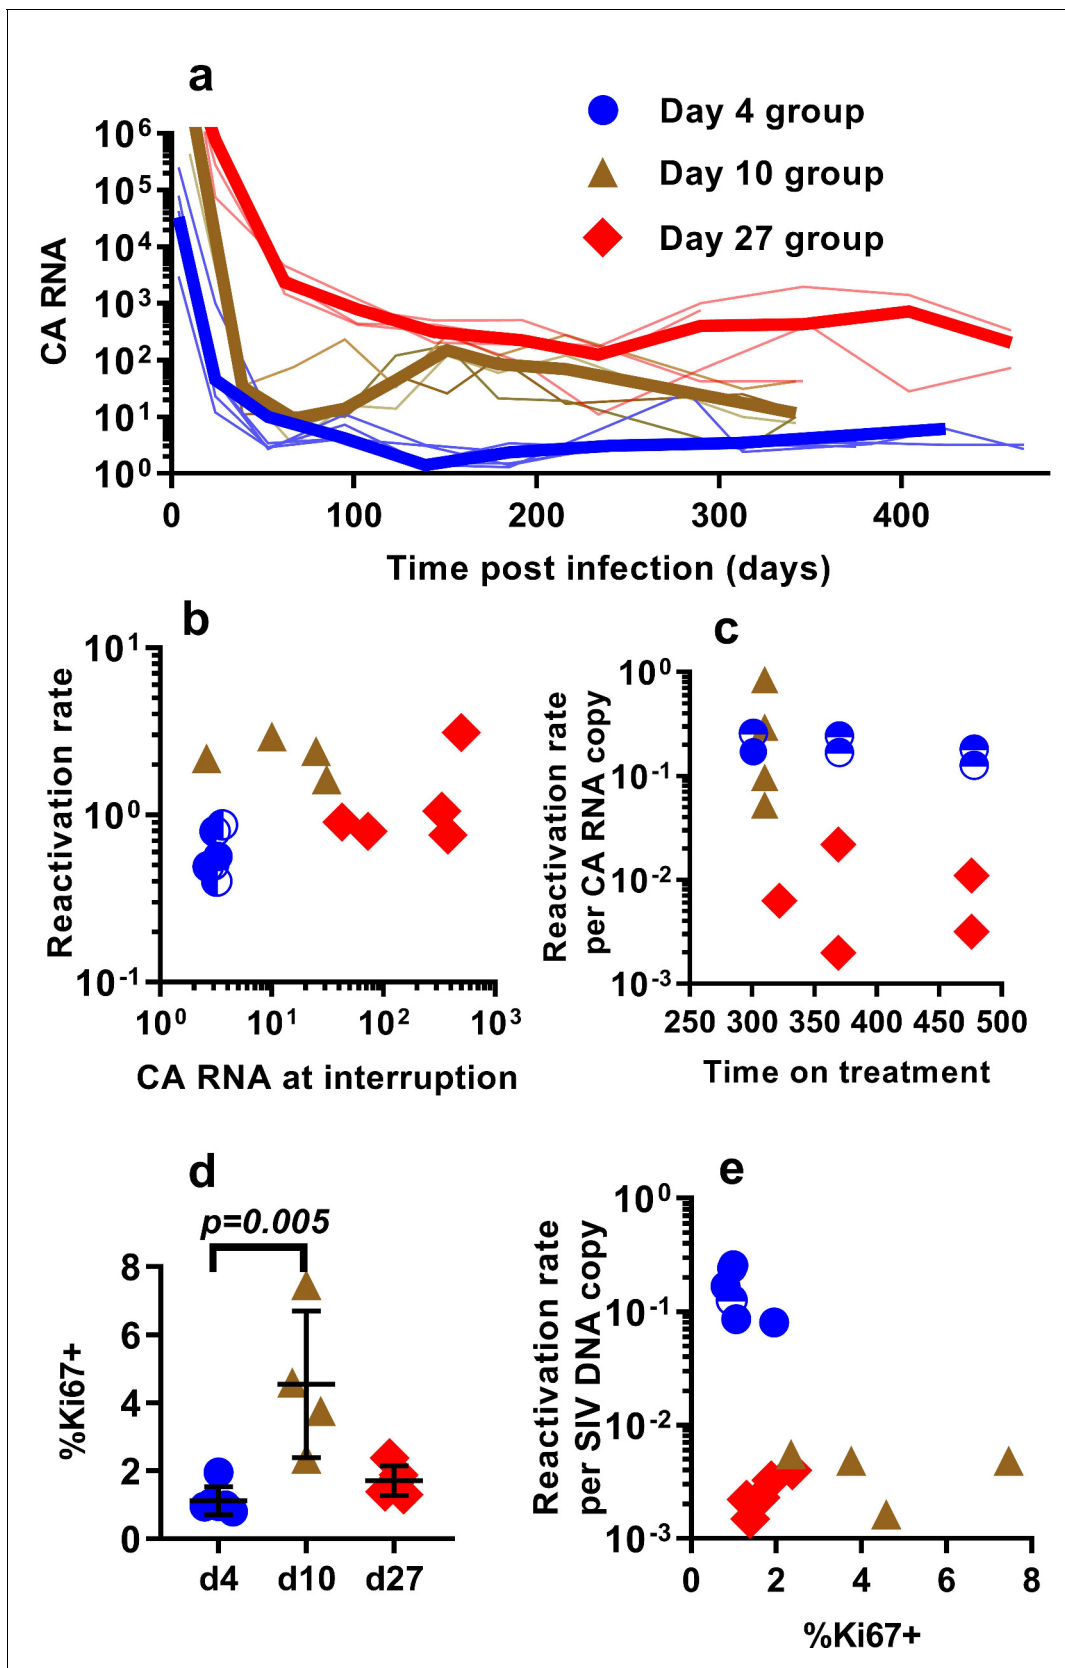 a
Day 4 group
Day 10 group
Day 27 group
CA RNA
10⁶
10⁵
10⁴
10³
10²
10¹
10⁰
0 100 200 300 400
Time post infection (days)
b
Reactivation rate
10¹
10⁰
10⁻¹
10⁰ 10¹ 10² 10³
CA RNA at interruption
c
Reactivation rate
per CA RNA copy
10⁰
10⁻¹
10⁻²
10⁻³
250 300 350 400 450 500
Time on treatment
d
p=0.005
%Ki67+
8
6
4
2
0
d4 d10 d27
e
Reactivation rate
per SIV DNA copy
10⁰
10⁻¹
10⁻²
10⁻³
0 2 4 6 8
%Ki67+